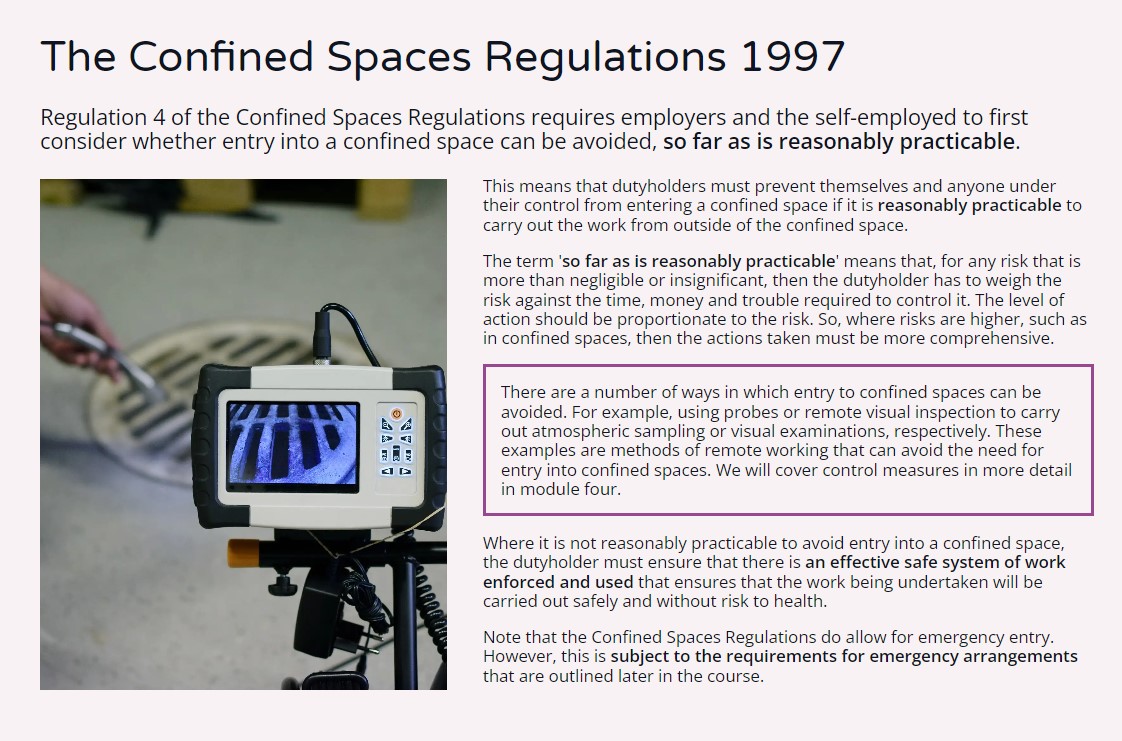 The Confined Spaces Regulations 1997
Regulation 4 of the Confined Spaces Regulations requires employers and the self-employed to first
consider whether entry into a confined space can be avoided, so far as is reasonably practicable.
This means that dutyholders must prevent themselves and anyone under
their control from entering a confined space if it is reasonably practicable to
carry out the work from outside of the confined space.
The term 'so far as is reasonably practicable' means that, for any risk that is
more than negligible or insignificant, then the dutyholder has to weigh the
risk against the time, money and trouble required to control it. The level of
action should be proportionate to the risk. So, where risks are higher, such as
in confined spaces, then the actions taken must be more comprehensive.
There are a number of ways in which entry to confined spaces can be
avoided. For example, using probes or remote visual inspection to carry
out atmospheric sampling or visual examinations, respectively. These
examples are methods of remote working that can avoid the need for
entry into confined spaces. We will cover control measures in more detail
in module four.
Where it is not reasonably practicable to avoid entry into a confined space,
the dutyholder must ensure that there is an effective safe system of work
enforced and used that ensures that the work being undertaken will be
carried out safely and without risk to health.
Note that the Confined Spaces Regulations do allow for emergency entry.
However, this is subject to the requirements for emergency arrangements
that are outlined later in the course.